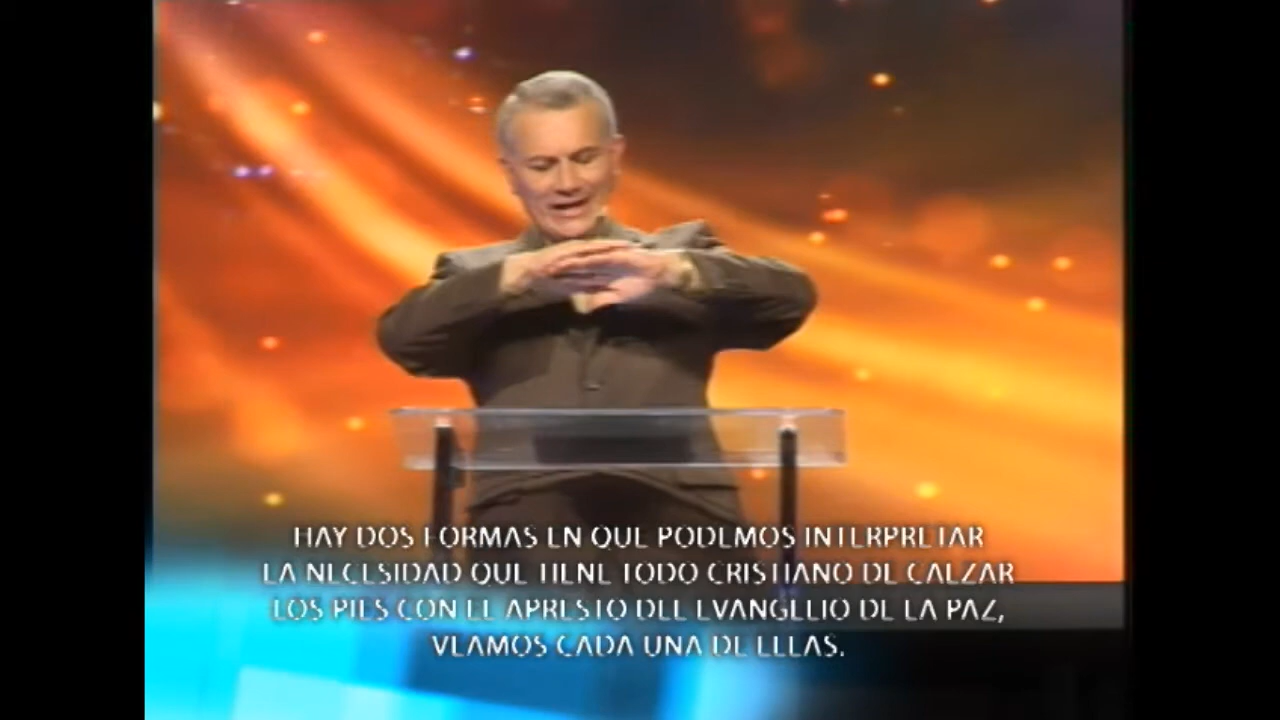 HAY DOS FORMAS EN QUE PODEMOS INTERPRETAR
LA NECESIDAD QUE TIENE TODO CRISTIANO DE CALZAR
LOS PIES CON EL APRESTO DEL EVANGELIO DE LA PAZ,
VEAMOS CADA UNA DE ELLAS.